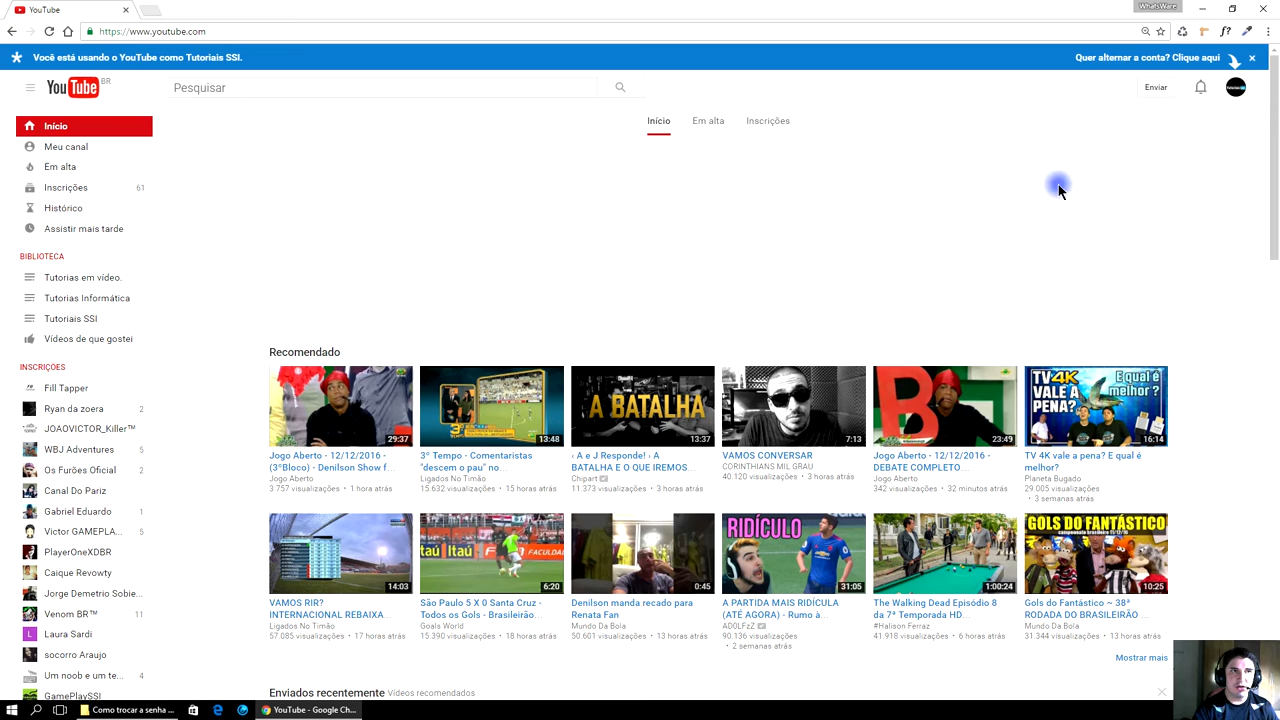 WhatsWare
YouTube
https://www.youtube.com
Você está usando o YouTube como Tutoriais SSI.
Quer alternar a conta? Clique aqui
YouTube BR
Pesquisar
Enviar
Início
Em alta
Inscrições
Início
Meu canal
Em alta
Inscrições 61
Histórico
Assistir mais tarde
BIBLIOTECA
Tutorias em vídeo.
Tutorias Informática
Tutoriais SSI
Vídeos de que gostei
INSCRIÇÕES
Fill Tapper
Ryan da zoera 2
JOAOVICTOR_Killer™
WBJ Adventures 5
Os Furões Oficial 2
Canal Do Pariz
Gabriel Eduardo 1
Victor GAMEPLA... 5
PlayerOneXDBR
Caique Revowty
Jorge Demetrio Sobie...
Venom BR™ 11
L Laura Sardi
socorro Araujo
Um noob e um te... 4
GamePlaySSI
Recomendado
29:37
Jogo Aberto - 12/12/2016 -
(3ºBloco) - Denilson Show f...
Jogo Aberto
3 757 visualizações • 1 hora atrás
13:48
3º Tempo - Comentaristas
"descem o pau" no...
Ligados No Timão
15.632 visualizações • 15 horas atrás
A BATALHA
13:37
‹ A e J Responde! › A
BATALHA E O QUE IREMOS...
Chipart
11.373 visualizações • 3 horas atrás
7:13
VAMOS CONVERSAR
CORINTHINS MIL GRAU
40.120 visualizações • 3 horas atrás
B
23:49
Jogo Aberto - 12/12/2016 -
DEBATE COMPLETO...
Jogo Aberto
342 visualizações • 32 minutos atrás
TV 4K
VALE A
PENA?
E qual é
melhor ?
16:14
TV 4K vale a pena? E qual é
melhor?
Planeta Bugado
29 005 visualizações
• 3 semanas atrás
14:03
VAMOS RIR?
INTERNACIONAL REBAIXA...
Ligados No Timão
57.085 visualizações • 17 horas atrás
Itaú Itaú FACULDA
6:20
São Paulo 5 X 0 Santa Cruz -
Todos os Gols - Brasileirão...
Goals World
15.390 visualizações • 18 horas atrás
0:45
Denilson manda recado para
Renata Fan
Mundo Da Bola
50.601 visualizações • 13 horas atrás
RIDÍCULO
31:05
A PARTIDA MAIS RIDÍCULA
(ATÉ AGORA) - Rumo à...
AD0LFzZ
90.136 visualizações
• 2 semanas atrás
1:00:24
The Walking Dead Episódio 8
da 7ª Temporada HD...
#Halison Ferraz
41.918 visualizações • 6 horas atrás
GOLS DO FANTÁSTICO
10:25
Gols do Fantástico ~ 38ª
RODADA DO BRASILEIRÃO ...
Mundo Da Bola
31.344 visualizações • 13 horas atrás
Mostrar mais
Enviados recentemente Vídeos recomendados
Como trocar a senha ...
YouTube - Google Ch...